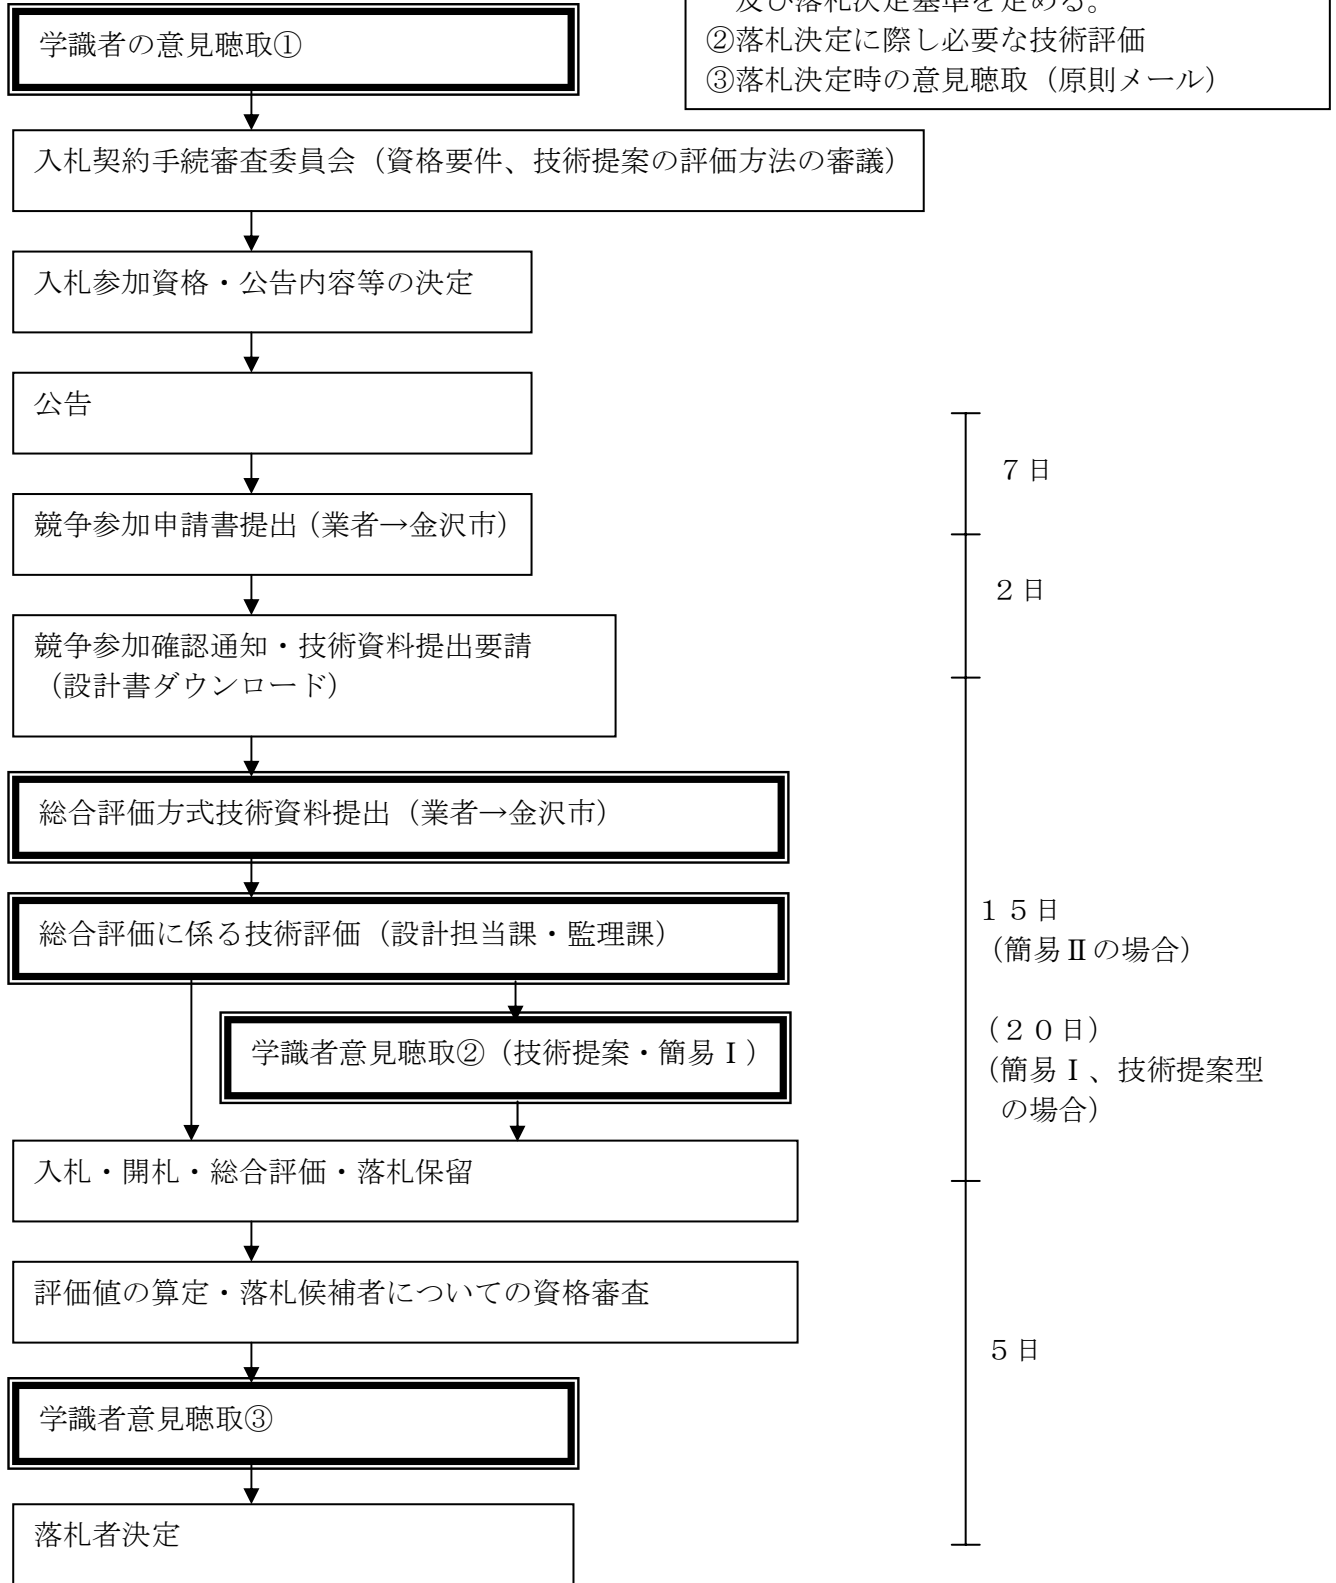 及び落札決定基準を定める。
②落札決定に際し必要な技術評価
③落札決定時の意見聴取（原則メール）
学識者の意見聴取①
入札契約手続審査委員会（資格要件、技術提案の評価方法の審議）
入札参加資格・公告内容等の決定
公告
７日
競争参加申請書提出（業者→金沢市）
２日
競争参加確認通知・技術資料提出要請
（設計書ダウンロード）
総合評価方式技術資料提出（業者→金沢市）
総合評価に係る技術評価（設計担当課・監理課）
１５日
（簡易Ⅱの場合）
（２０日）
（簡易Ⅰ、技術提案型
の場合）
学識者意見聴取②（技術提案・簡易Ⅰ）
入札・開札・総合評価・落札保留
評価値の算定・落札候補者についての資格審査
５日
学識者意見聴取③
落札者決定